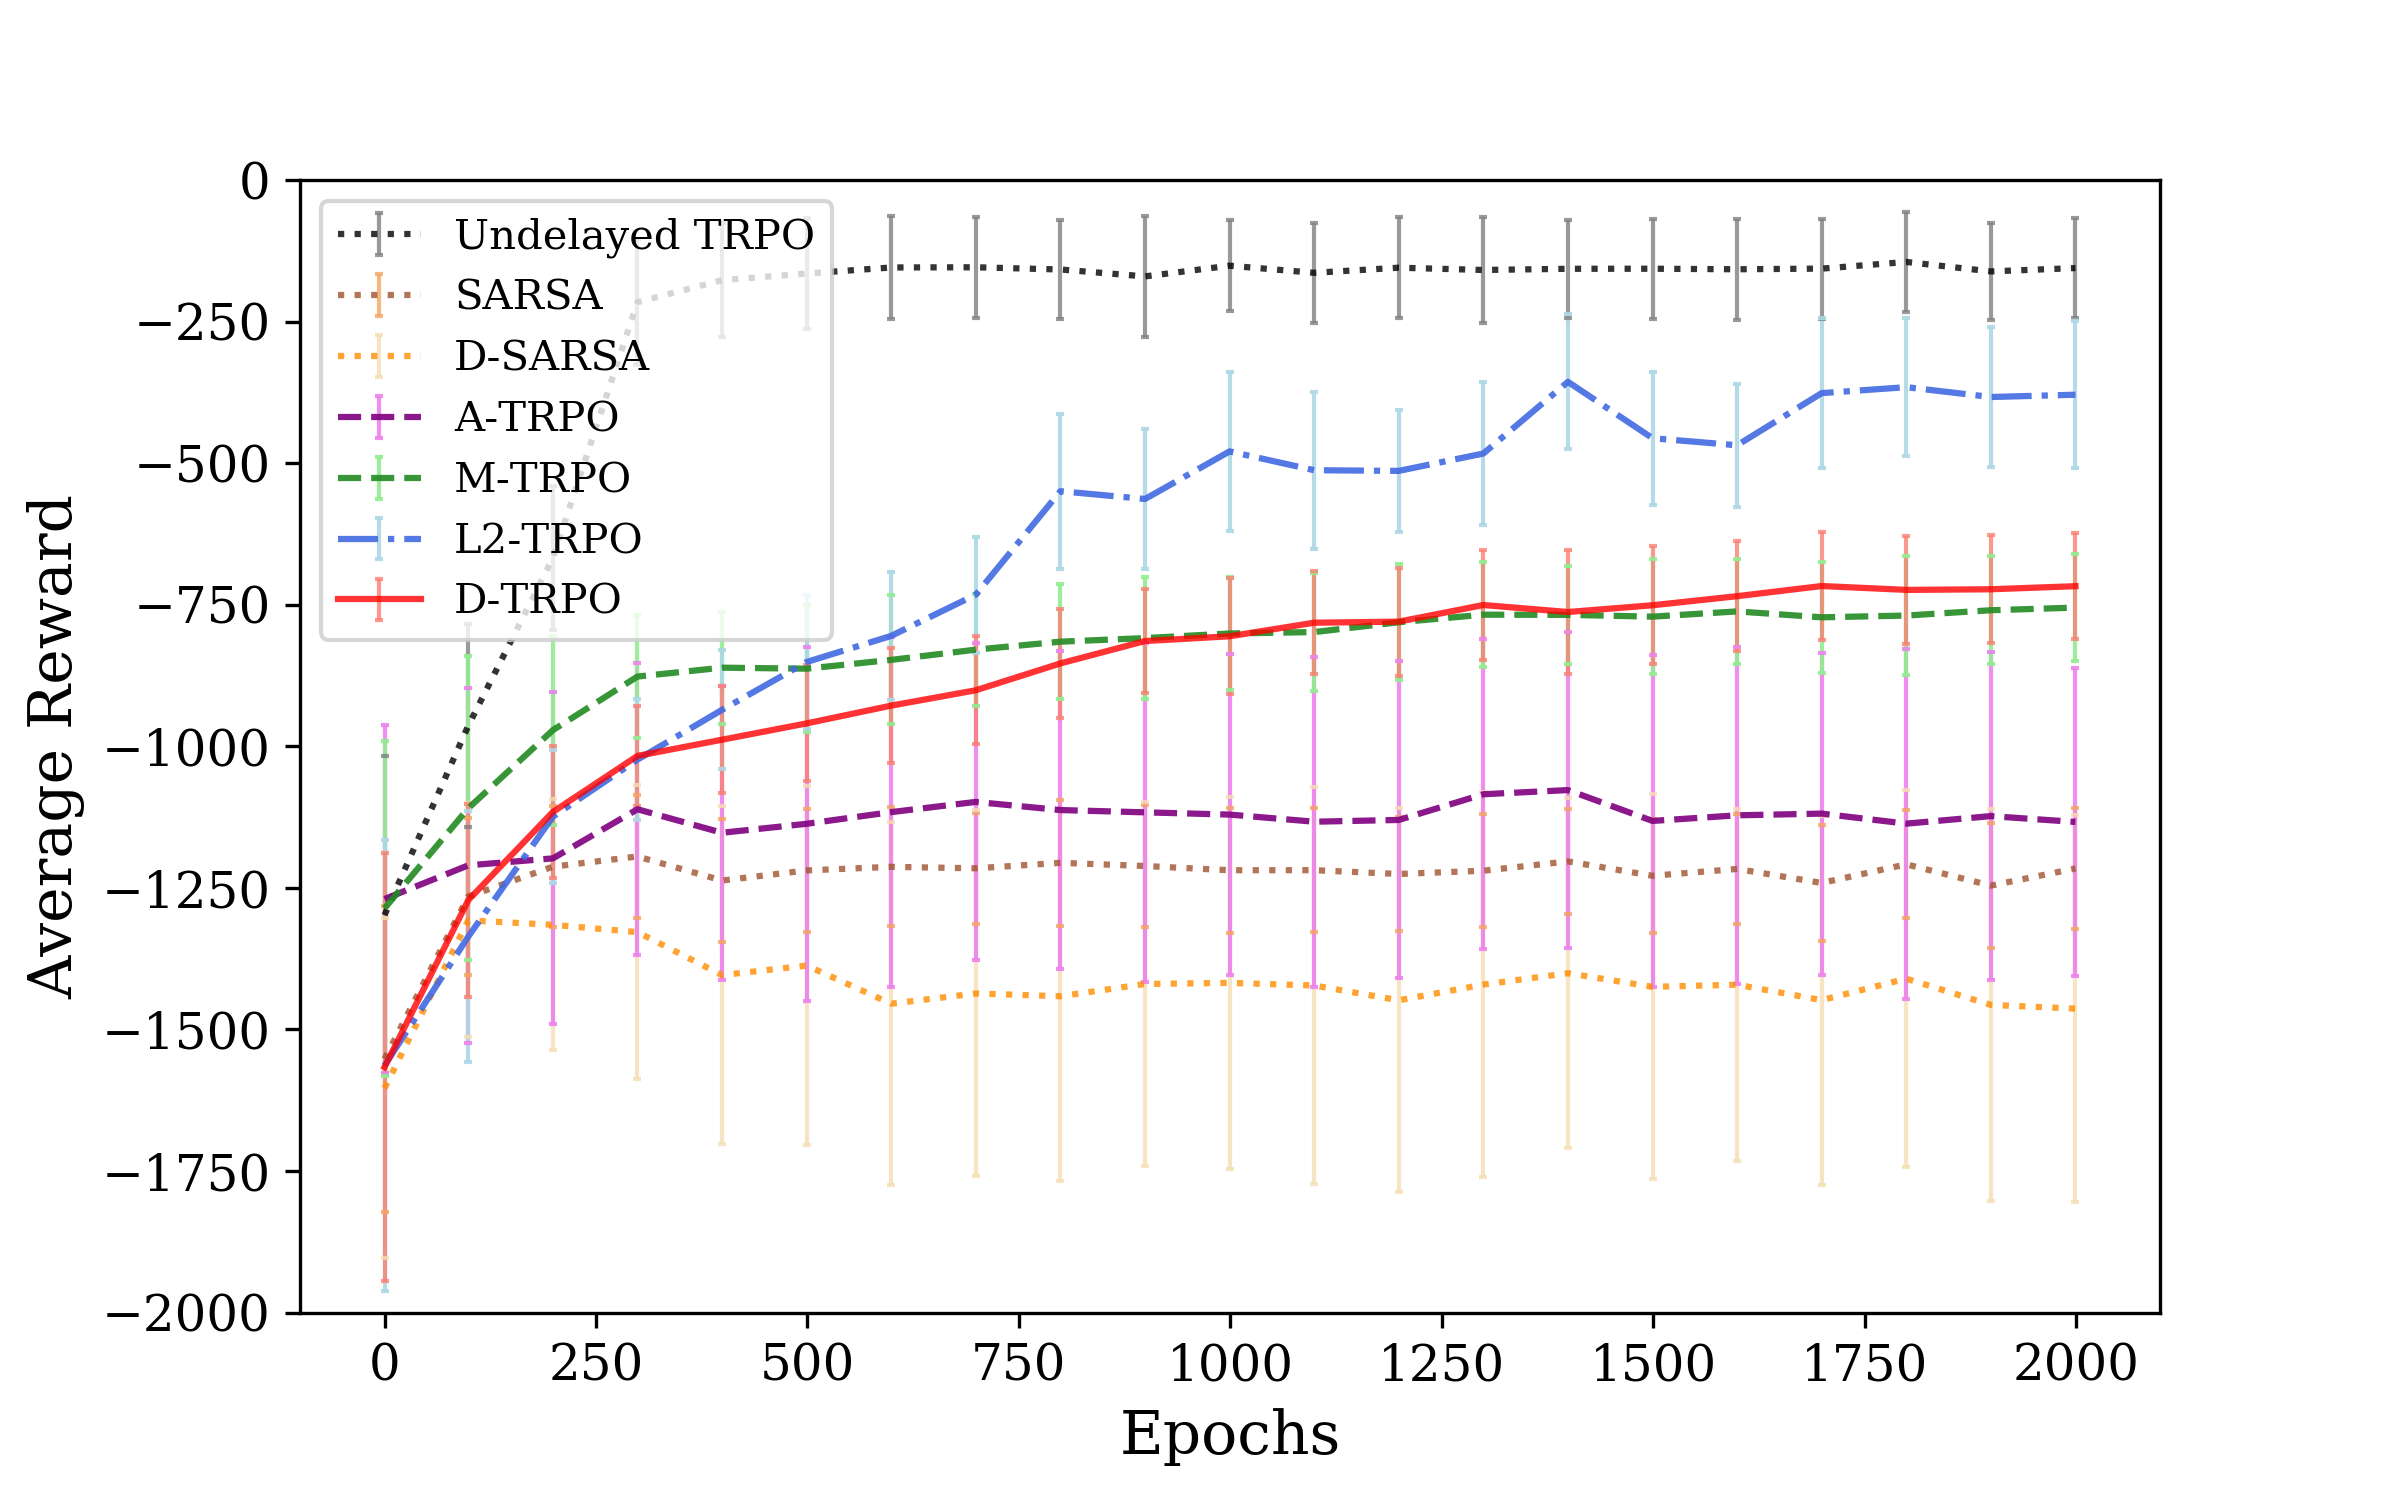 Undelayed TRPO
SARSA
D-SARSA
A-TRPO
M-TRPO
L2-TRPO
D-TRPO
0
−250
−500
−750
−1000
−1250
−1500
−1750
−2000
Average Reward
0 250 500 750 1000 1250 1500 1750 2000
Epochs